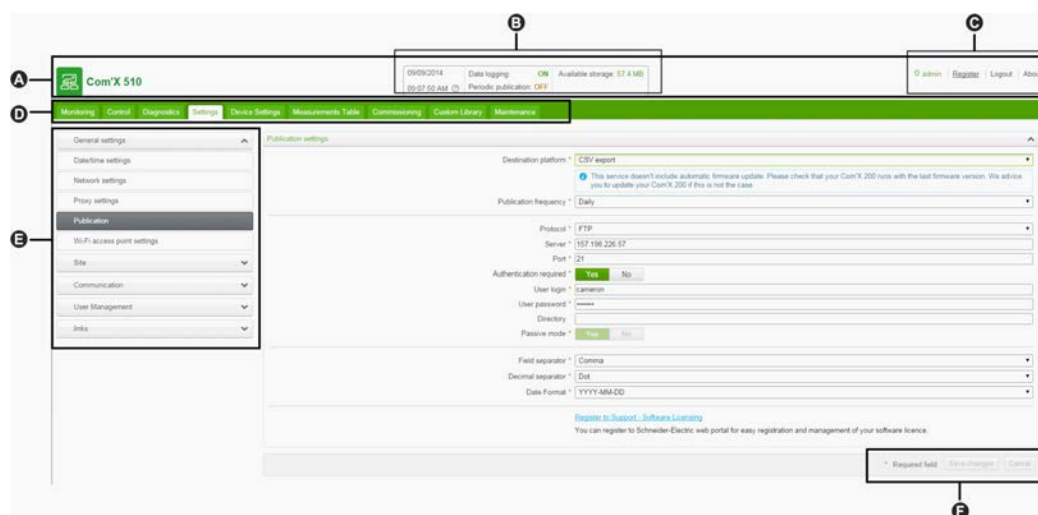 B
C
A
Com'X 510
09/09/2014 Data logging: ON Available storage: 57.4 MB
09:07:50 AM Periodic publication: OFF
admin Register Logout Abou
D
Monitoring Control Diagnostics Settings Device Settings Measurements Table Commissioning Custom Library Maintenance
General settings
Date/time settings
Network settings
Proxy settings
Publication
Wi-Fi access point settings
E
Site
Communication
User Management
links
Publication settings
Destination platform * CSV export
This service doesn't include automatic firmware update. Please check that your Com'X 200 runs with the last firmware version. We advice
you to update your Com'X 200 if this is not the case
Publication frequency * Daily
Protocol * FTP
Server * 157.198.226.57
Port * 21
Authentication required * Yes No
User login * cameron
User password * ••••••
Directory
Passive mode * Yes No
Field separator * Comma
Decimal separator * Dot
Date Format * YYYY-MM-DD
Register to Support - Software Licensing
You can register to Schneider-Electric web portal for easy registration and management of your software licence.
* Required field Save changes Cancel
F